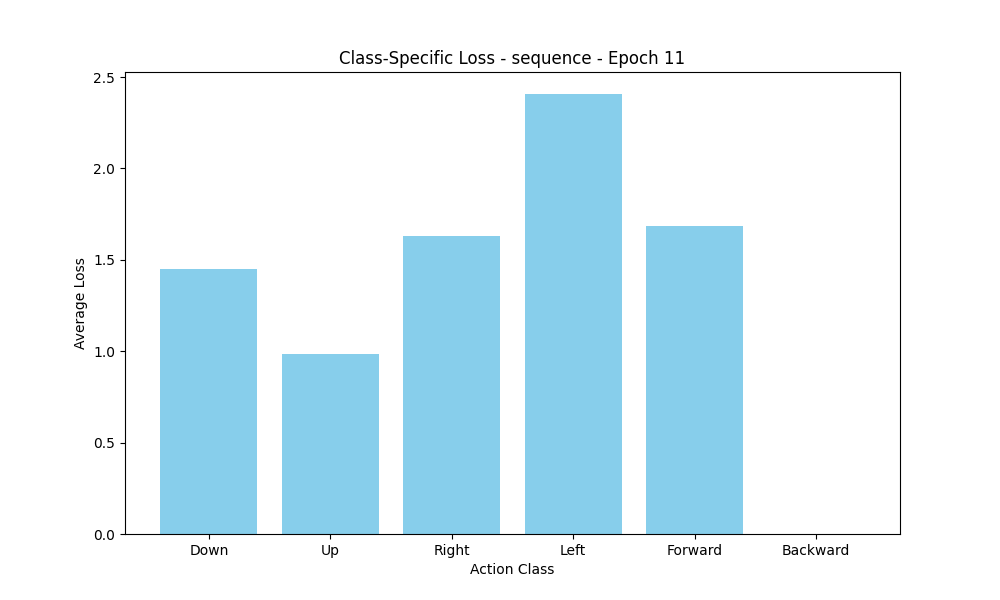 Class-Specific Loss - sequence - Epoch 11
2.5
2.0
1.5
1.0
0.5
0.0
Average Loss
Down Up Right Left Forward Backward
Action Class